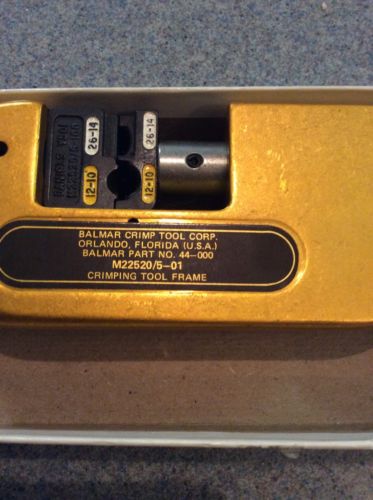 26-14
12-10
26-14
12-10
BALMAR CRIMP TOOL CORP.
ORLANDO, FLORIDA (U.S.A.)
BALMAR PART NO. 44-000
M22520/5-01
CRIMPING TOOL FRAME